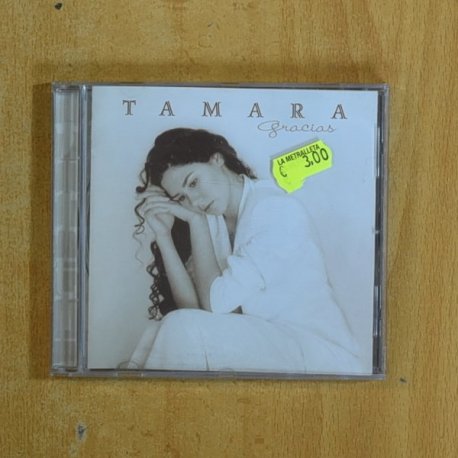 TAMARA
gracias
LA METRALLETA
€ 3,00